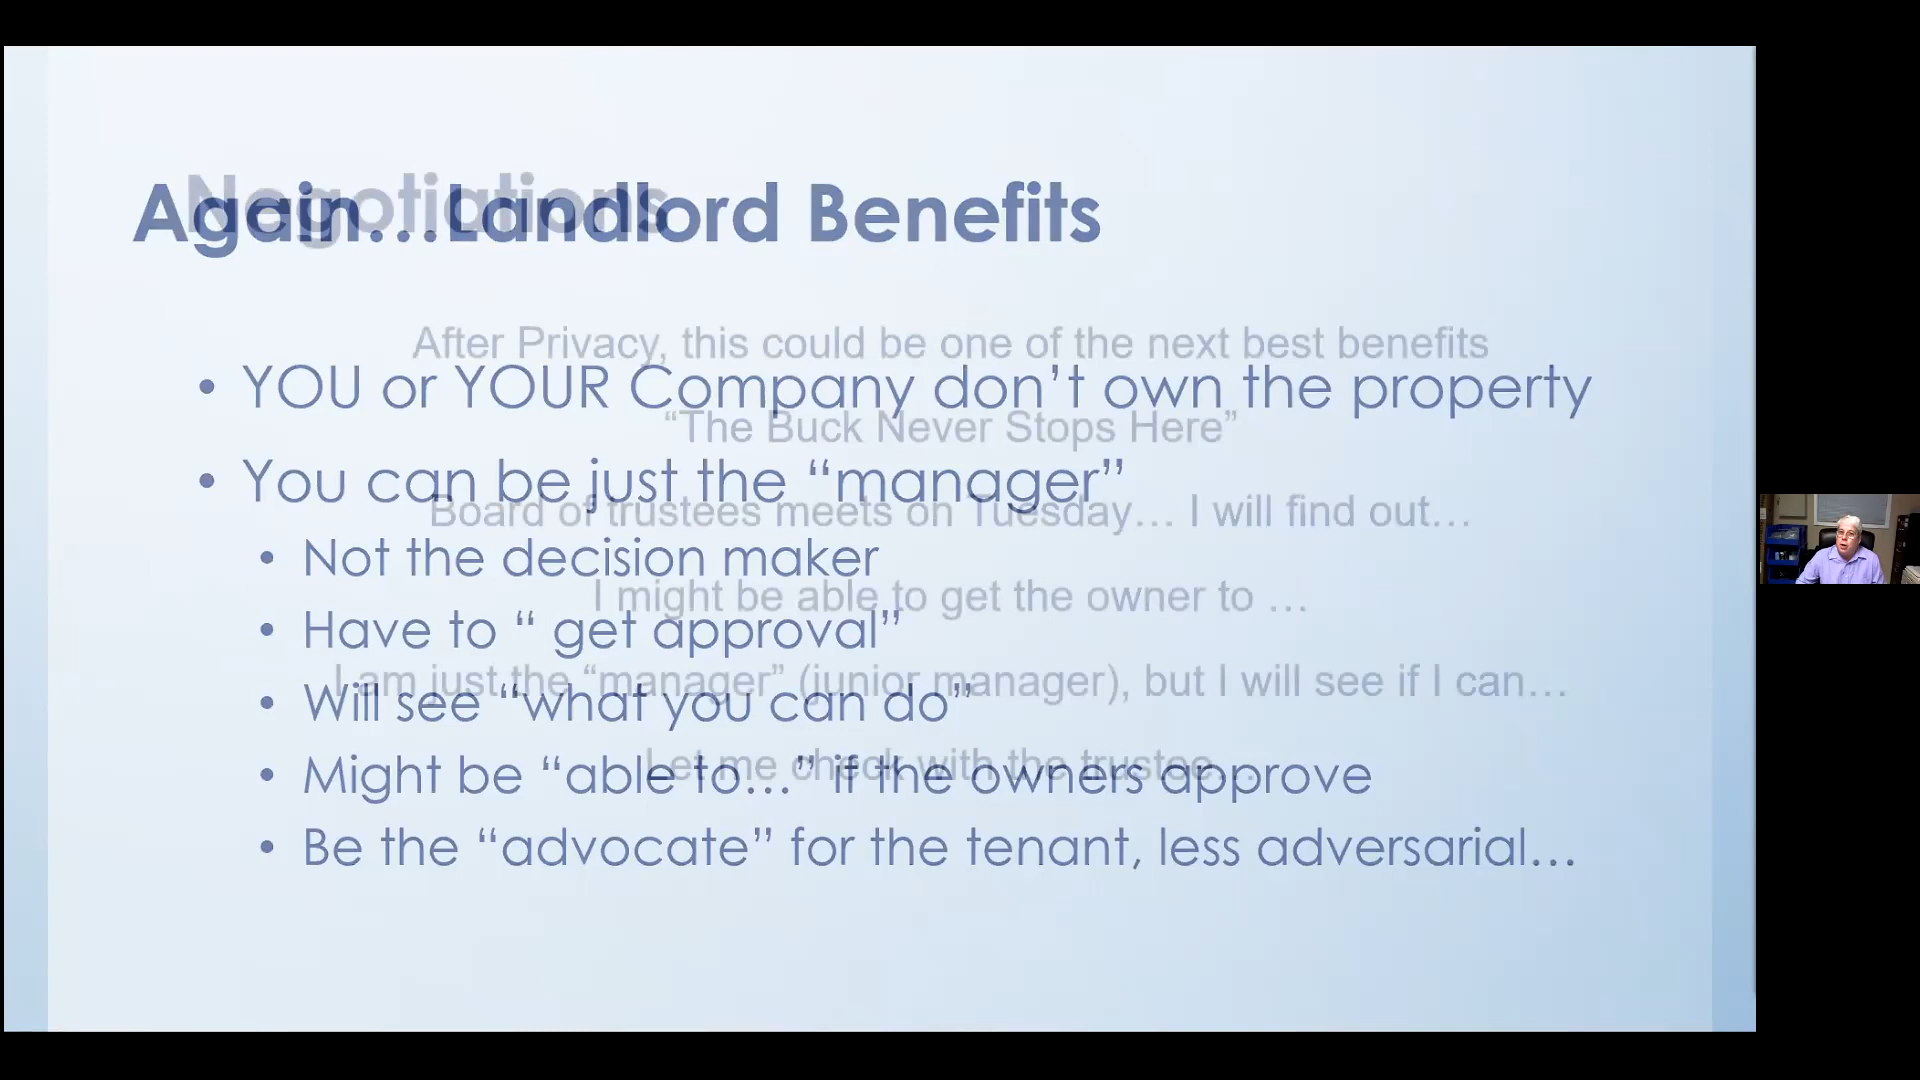 Negotiations
Again...Landlord Benefits
After Privacy, this could be one of the next best benefits
• YOU or YOUR Company don’t own the property
“The Buck Never Stops Here”
• You can be just the “manager”
Board of trustees meets on Tuesday… I will find out…
• Not the decision maker
I might be able to get the owner to …
• Have to “ get approval”
I am just the “manager” (junior manager), but I will see if I can…
• Will see “what you can do”
Let me check with the trustee…
• Might be “able to…” if the owners approve
• Be the “advocate” for the tenant, less adversarial…